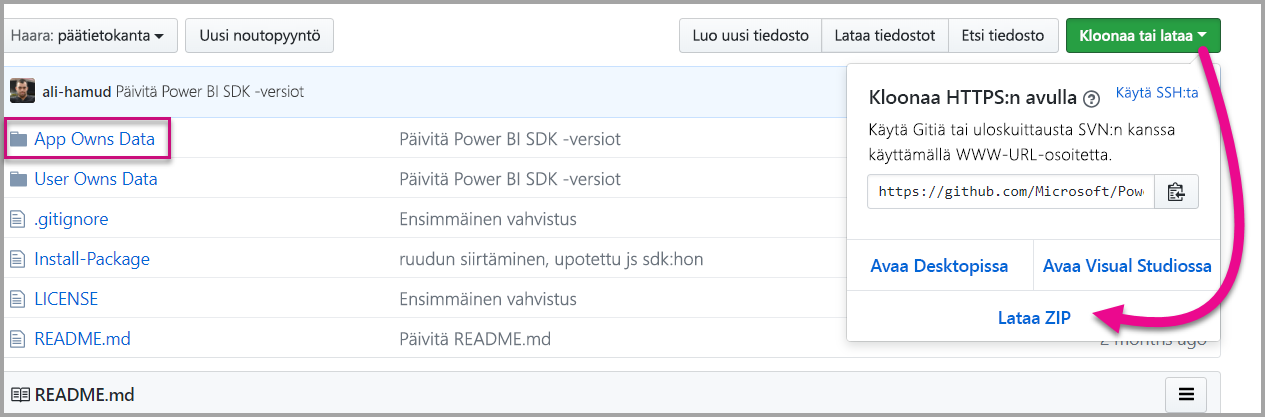 Haara: päätietokanta
Uusi noutopyyntö
Luo uusi tiedosto
Lataa tiedostot
Etsi tiedosto
Kloonaa tai lataa
ali-hamud Päivitä Power BI SDK -versiot
App Owns Data Päivitä Power BI SDK -versiot
User Owns Data Päivitä Power BI SDK -versiot
.gitignore Ensimmäinen vahvistus
Install-Package ruudun siirtäminen, upotettu js sdk:hon
LICENSE Ensimmäinen vahvistus
README.md Päivitä README.md 2 months ago
Kloonaa HTTPS:n avulla
Käytä SSH:ta
Käytä Gitiä tai uloskuittausta SVN:n kanssa
käyttämällä WWW-URL-osoitetta.
https://github.com/Microsoft/Pow
Avaa Desktopissa
Avaa Visual Studiossa
Lataa ZIP
README.md